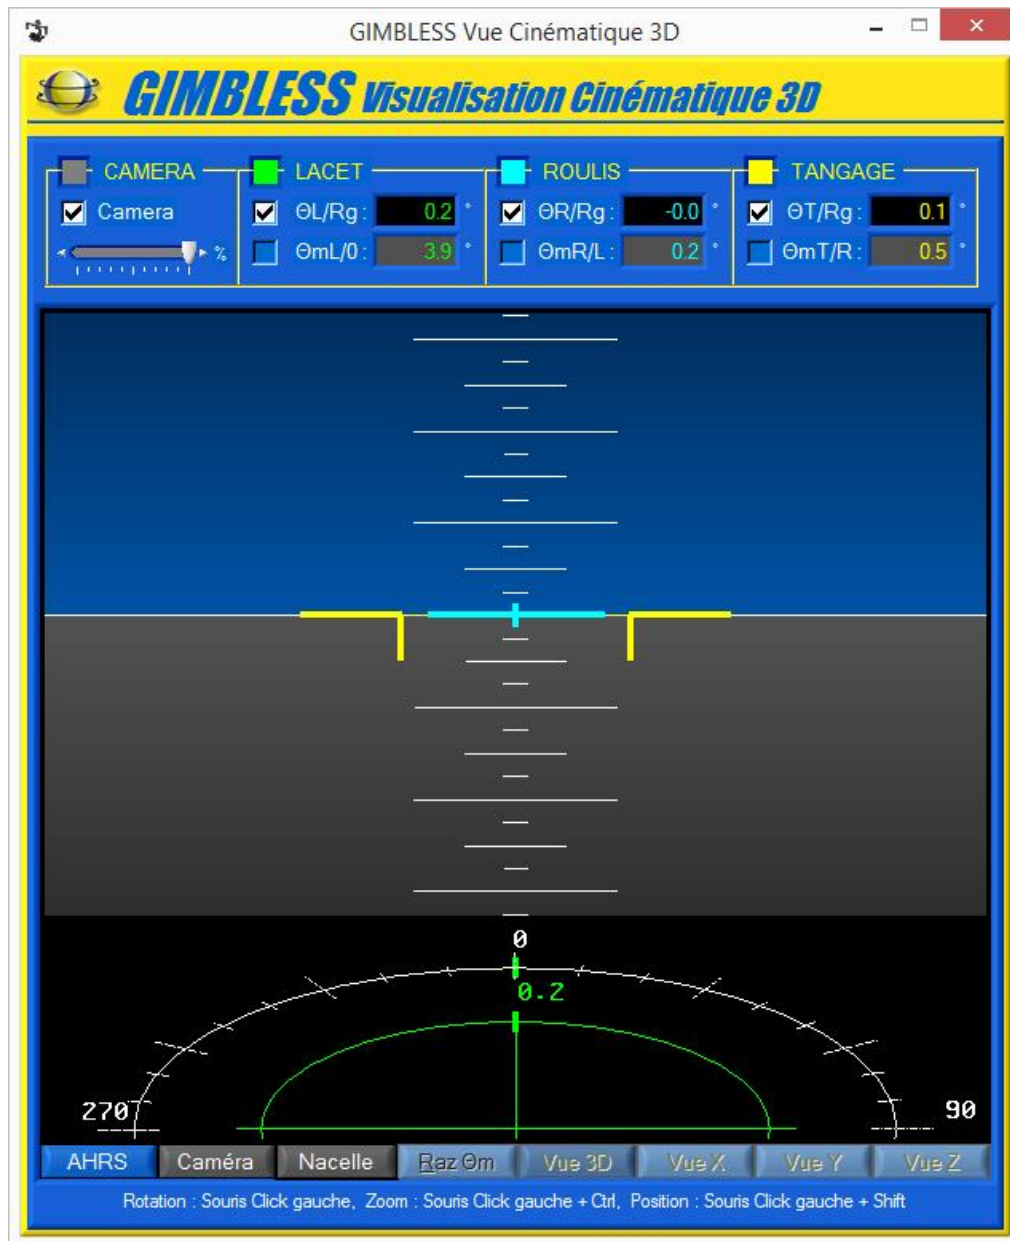 GIMBLESS Vue Cinématique 3D
GIMBLESS Visualisation Cinématique 3D
CAMERA LACET ROULIS TANGAGE
Camera ΘL/Rg : 0.2 ° ΘR/Rg : -0.0 ° ΘT/Rg : 0.1 °
% ΘmL/0 : 3.9 ° ΘmR/L : 0.2 ° ΘmT/R : 0.5 °
0
0.2
270 90
AHRS Caméra Nacelle Raz Θm Vue 3D Vue X Vue Y Vue Z
Rotation : Souris Click gauche, Zoom : Souris Click gauche + Ctrl, Position : Souris Click gauche + Shift